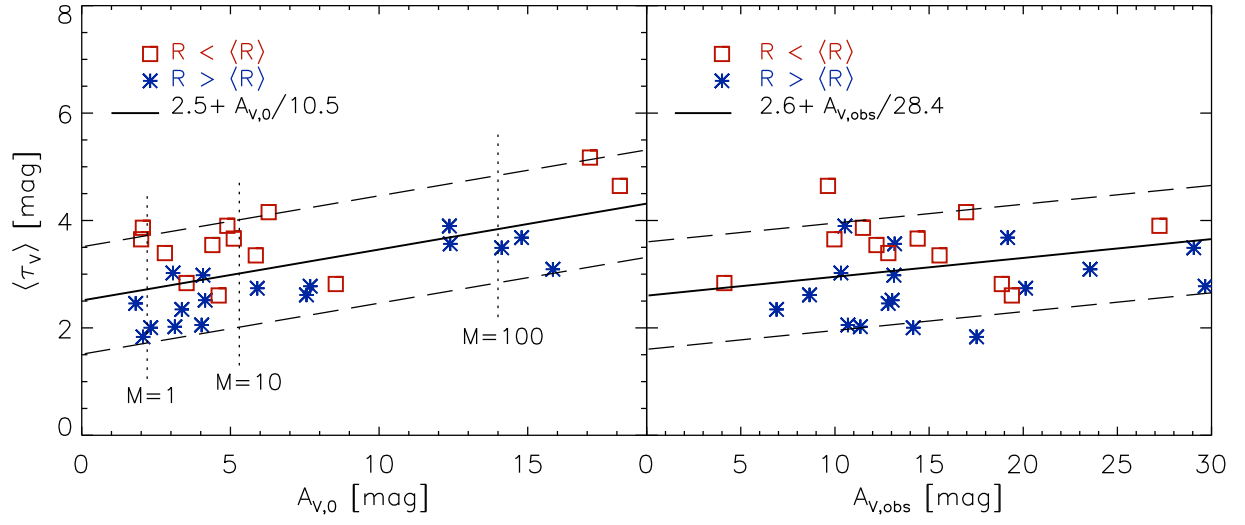 8
6
4
2
0
⟨τ_V⟩ [mag]
R < ⟨R⟩
R > ⟨R⟩
2.5+ A_V,0/10.5
M=1
M=10
M=100
0 5 10 15
A_V,0 [mag]
R < ⟨R⟩
R > ⟨R⟩
2.6+ A_V,obs/28.4
0 5 10 15 20 25 30
A_V,obs [mag]